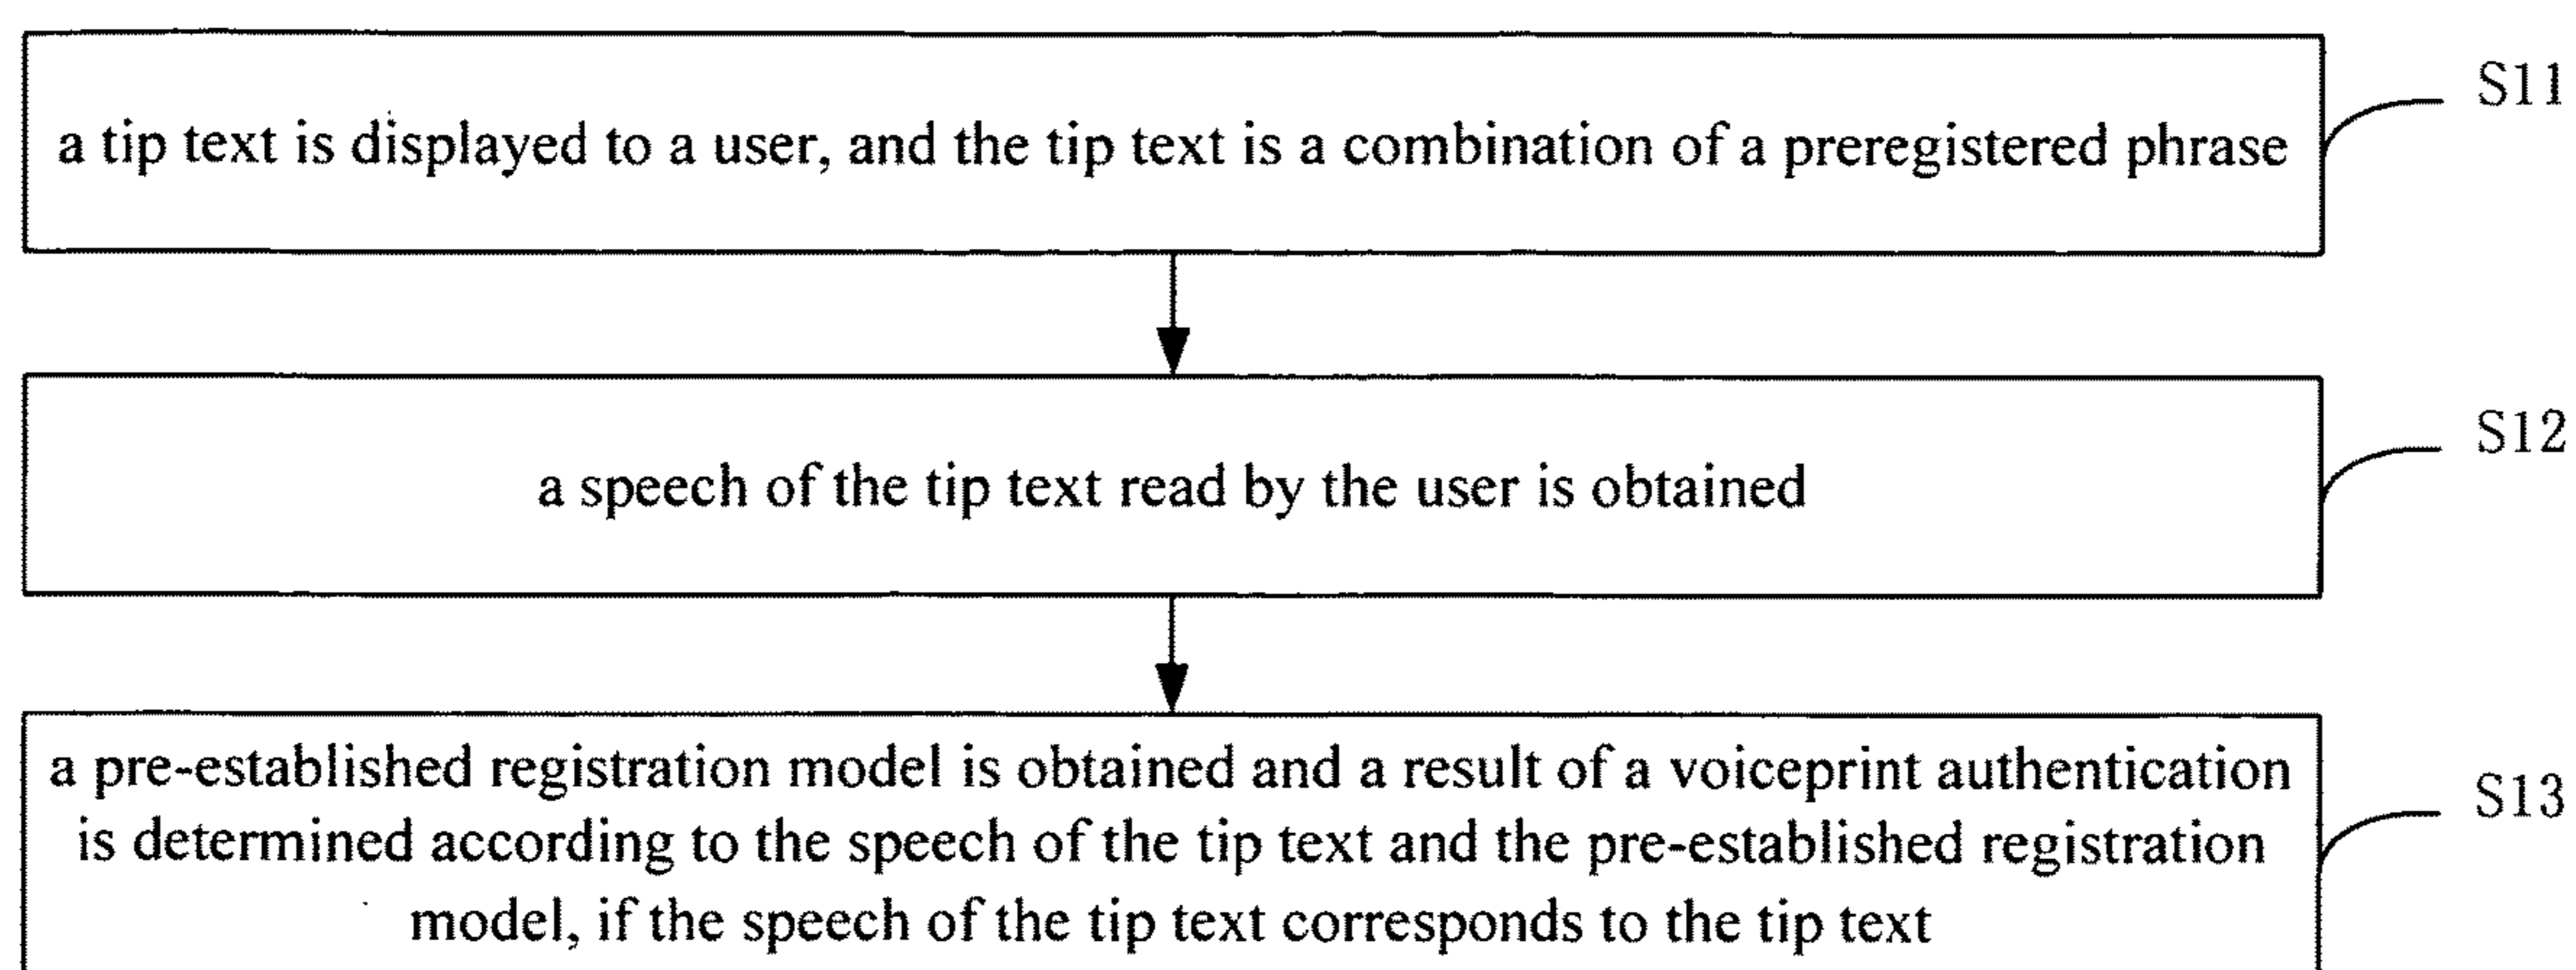 a tip text is displayed to a user, and the tip text is a combination of a preregistered phrase
S11
a speech of the tip text read by the user is obtained
S12
a pre-established registration model is obtained and a result of a voiceprint authentication
is determined according to the speech of the tip text and the pre-established registration
model, if the speech of the tip text corresponds to the tip text
S13